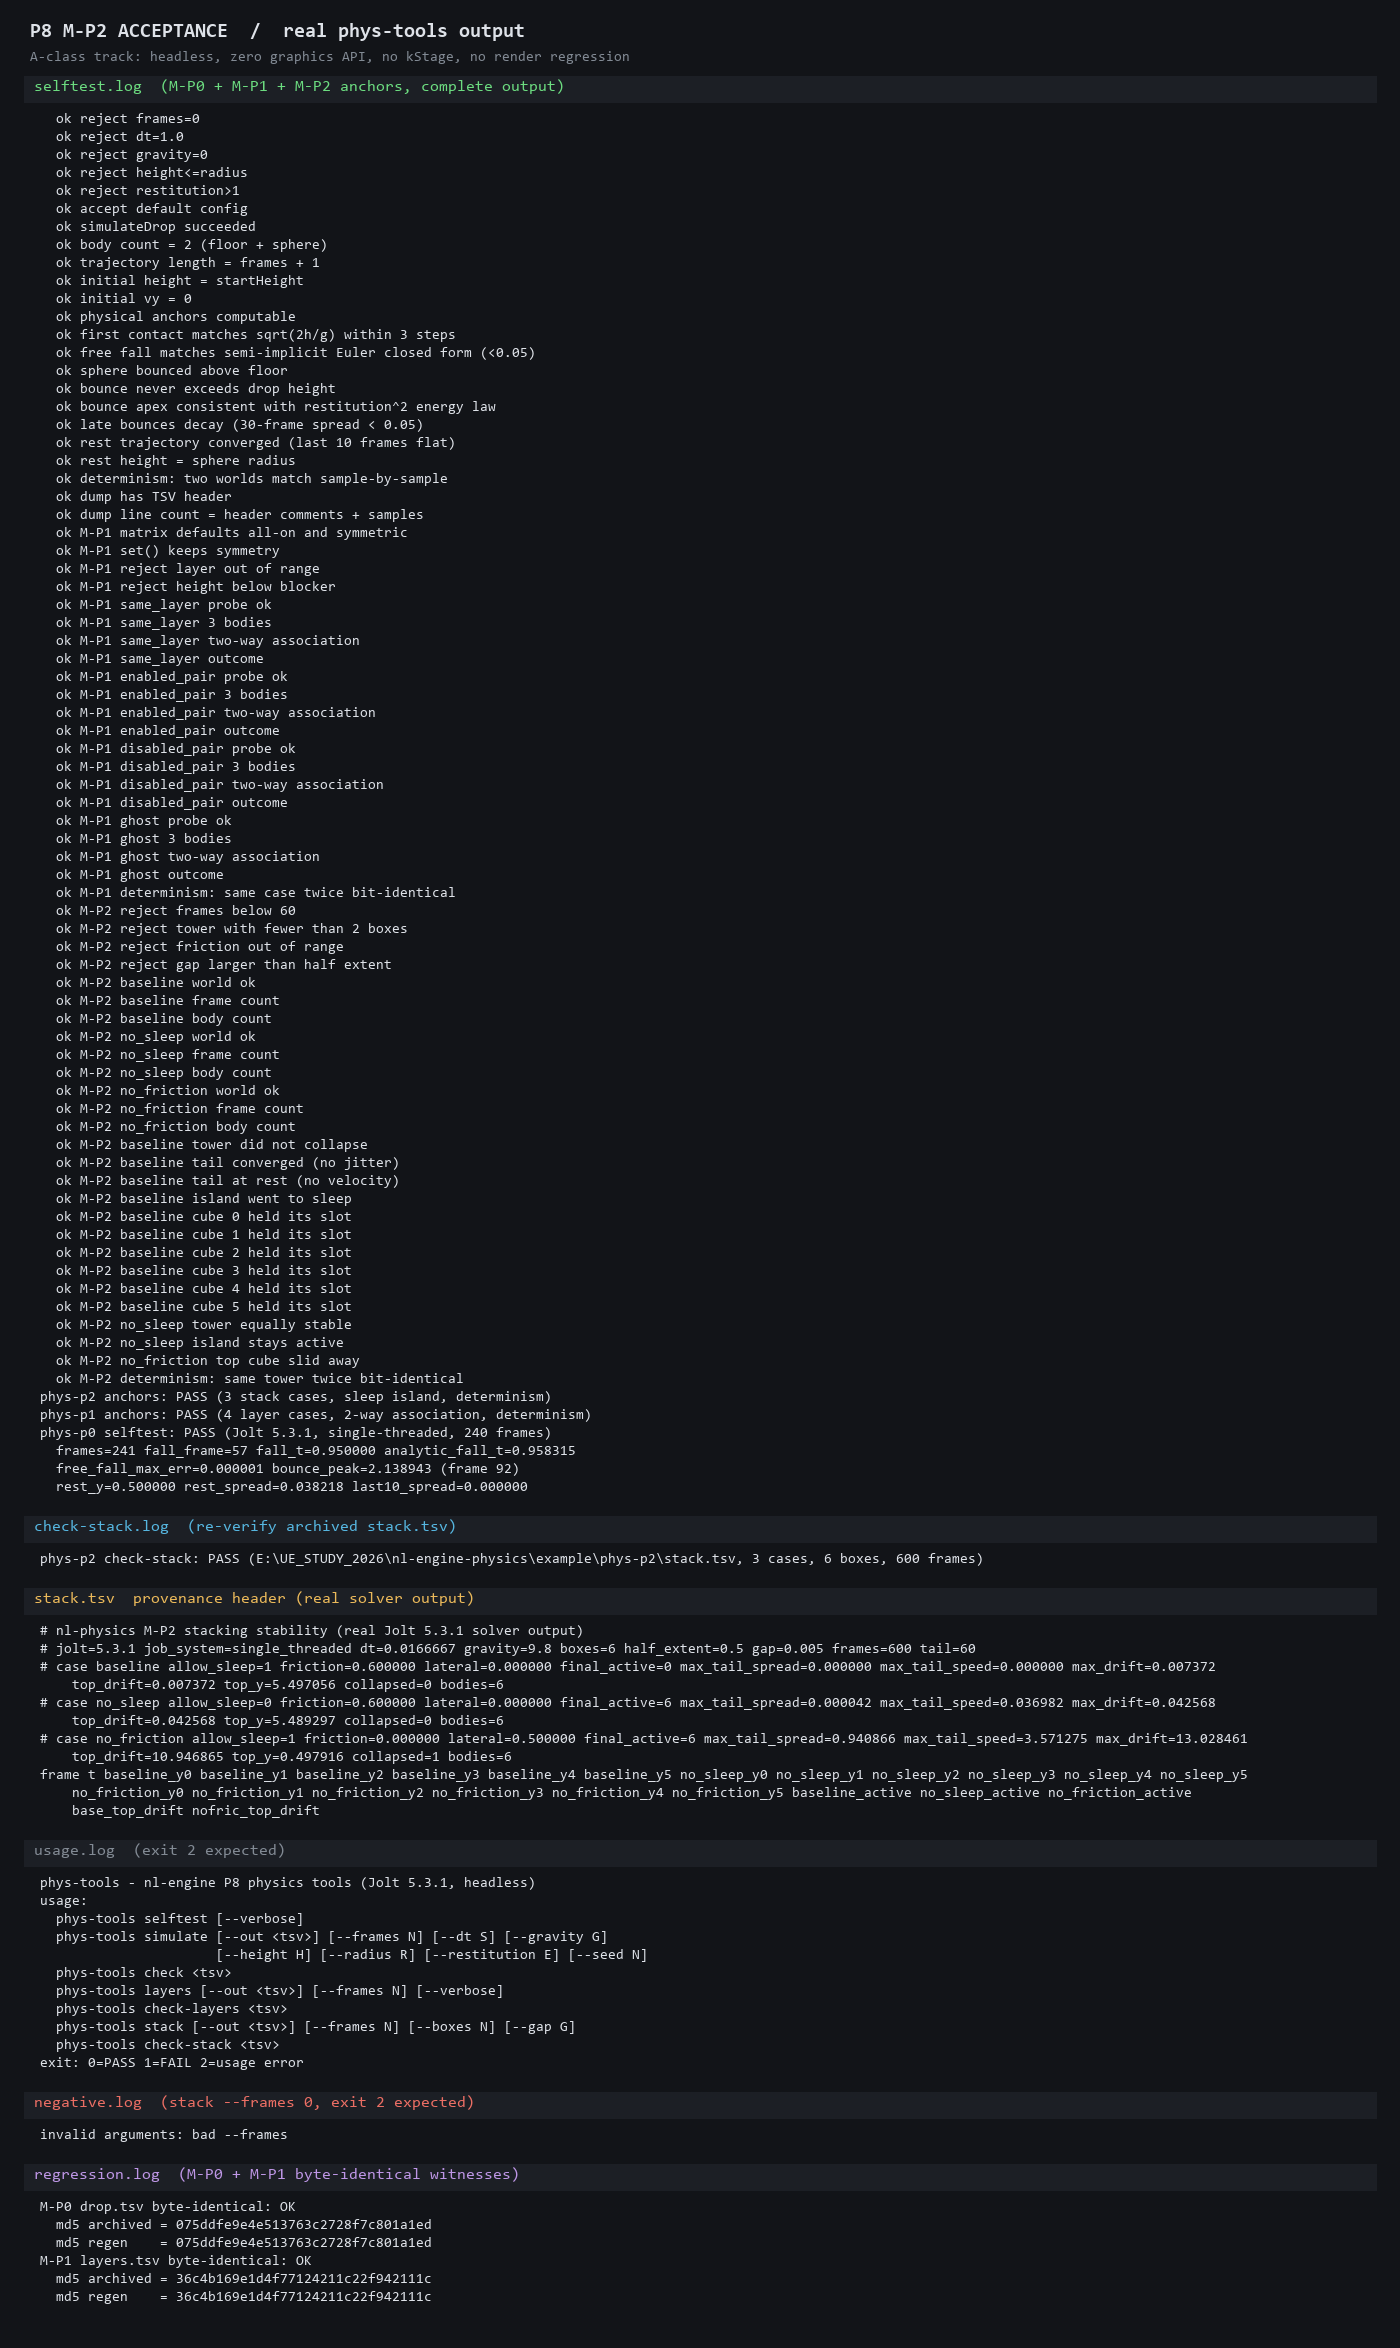 P8 M-P2 ACCEPTANCE  /  real phys-tools output
A-class track: headless, zero graphics API, no kStage, no render regression
selftest.log  (M-P0 + M-P1 + M-P2 anchors, complete output)
ok reject frames=0
ok reject dt=1.0
ok reject gravity=0
ok reject height<=radius
ok reject restitution>1
ok accept default config
ok simulateDrop succeeded
ok body count = 2 (floor + sphere)
ok trajectory length = frames + 1
ok initial height = startHeight
ok initial vy = 0
ok physical anchors computable
ok first contact matches sqrt(2h/g) within 3 steps
ok free fall matches semi-implicit Euler closed form (<0.05)
ok sphere bounced above floor
ok bounce never exceeds drop height
ok bounce apex consistent with restitution^2 energy law
ok late bounces decay (30-frame spread < 0.05)
ok rest trajectory converged (last 10 frames flat)
ok rest height = sphere radius
ok determinism: two worlds match sample-by-sample
ok dump has TSV header
ok dump line count = header comments + samples
ok M-P1 matrix defaults all-on and symmetric
ok M-P1 set() keeps symmetry
ok M-P1 reject layer out of range
ok M-P1 reject height below blocker
ok M-P1 same_layer probe ok
ok M-P1 same_layer 3 bodies
ok M-P1 same_layer two-way association
ok M-P1 same_layer outcome
ok M-P1 enabled_pair probe ok
ok M-P1 enabled_pair 3 bodies
ok M-P1 enabled_pair two-way association
ok M-P1 enabled_pair outcome
ok M-P1 disabled_pair probe ok
ok M-P1 disabled_pair 3 bodies
ok M-P1 disabled_pair two-way association
ok M-P1 disabled_pair outcome
ok M-P1 ghost probe ok
ok M-P1 ghost 3 bodies
ok M-P1 ghost two-way association
ok M-P1 ghost outcome
ok M-P1 determinism: same case twice bit-identical
ok M-P2 reject frames below 60
ok M-P2 reject tower with fewer than 2 boxes
ok M-P2 reject friction out of range
ok M-P2 reject gap larger than half extent
ok M-P2 baseline world ok
ok M-P2 baseline frame count
ok M-P2 baseline body count
ok M-P2 no_sleep world ok
ok M-P2 no_sleep frame count
ok M-P2 no_sleep body count
ok M-P2 no_friction world ok
ok M-P2 no_friction frame count
ok M-P2 no_friction body count
ok M-P2 baseline tower did not collapse
ok M-P2 baseline tail converged (no jitter)
ok M-P2 baseline tail at rest (no velocity)
ok M-P2 baseline island went to sleep
ok M-P2 baseline cube 0 held its slot
ok M-P2 baseline cube 1 held its slot
ok M-P2 baseline cube 2 held its slot
ok M-P2 baseline cube 3 held its slot
ok M-P2 baseline cube 4 held its slot
ok M-P2 baseline cube 5 held its slot
ok M-P2 no_sleep tower equally stable
ok M-P2 no_sleep island stays active
ok M-P2 no_friction top cube slid away
ok M-P2 determinism: same tower twice bit-identical
phys-p2 anchors: PASS (3 stack cases, sleep island, determinism)
phys-p1 anchors: PASS (4 layer cases, 2-way association, determinism)
phys-p0 selftest: PASS (Jolt 5.3.1, single-threaded, 240 frames)
frames=241 fall_frame=57 fall_t=0.950000 analytic_fall_t=0.958315
free_fall_max_err=0.000001 bounce_peak=2.138943 (frame 92)
rest_y=0.500000 rest_spread=0.038218 last10_spread=0.000000
check-stack.log  (re-verify archived stack.tsv)
phys-p2 check-stack: PASS (E:\UE_STUDY_2026\nl-engine-physics\example\phys-p2\stack.tsv, 3 cases, 6 boxes, 600 frames)
stack.tsv  provenance header (real solver output)
# nl-physics M-P2 stacking stability (real Jolt 5.3.1 solver output)
# jolt=5.3.1 job_system=single_threaded dt=0.0166667 gravity=9.8 boxes=6 half_extent=0.5 gap=0.005 frames=600 tail=60
# case baseline allow_sleep=1 friction=0.600000 lateral=0.000000 final_active=0 max_tail_spread=0.000000 max_tail_speed=0.000000 max_drift=0.007372
top_drift=0.007372 top_y=5.497056 collapsed=0 bodies=6
# case no_sleep allow_sleep=0 friction=0.600000 lateral=0.000000 final_active=6 max_tail_spread=0.000042 max_tail_speed=0.036982 max_drift=0.042568
top_drift=0.042568 top_y=5.489297 collapsed=0 bodies=6
# case no_friction allow_sleep=1 friction=0.000000 lateral=0.500000 final_active=6 max_tail_spread=0.940866 max_tail_speed=3.571275 max_drift=13.028461
top_drift=10.946865 top_y=0.497916 collapsed=1 bodies=6
frame t baseline_y0 baseline_y1 baseline_y2 baseline_y3 baseline_y4 baseline_y5 no_sleep_y0 no_sleep_y1 no_sleep_y2 no_sleep_y3 no_sleep_y4 no_sleep_y5
no_friction_y0 no_friction_y1 no_friction_y2 no_friction_y3 no_friction_y4 no_friction_y5 baseline_active no_sleep_active no_friction_active
base_top_drift nofric_top_drift
usage.log  (exit 2 expected)
phys-tools - nl-engine P8 physics tools (Jolt 5.3.1, headless)
usage:
phys-tools selftest [--verbose]
phys-tools simulate [--out <tsv>] [--frames N] [--dt S] [--gravity G]
[--height H] [--radius R] [--restitution E] [--seed N]
phys-tools check <tsv>
phys-tools layers [--out <tsv>] [--frames N] [--verbose]
phys-tools check-layers <tsv>
phys-tools stack [--out <tsv>] [--frames N] [--boxes N] [--gap G]
phys-tools check-stack <tsv>
exit: 0=PASS 1=FAIL 2=usage error
negative.log  (stack --frames 0, exit 2 expected)
invalid arguments: bad --frames
regression.log  (M-P0 + M-P1 byte-identical witnesses)
M-P0 drop.tsv byte-identical: OK
md5 archived = 075ddfe9e4e513763c2728f7c801a1ed
md5 regen    = 075ddfe9e4e513763c2728f7c801a1ed
M-P1 layers.tsv byte-identical: OK
md5 archived = 36c4b169e1d4f77124211c22f942111c
md5 regen    = 36c4b169e1d4f77124211c22f942111c